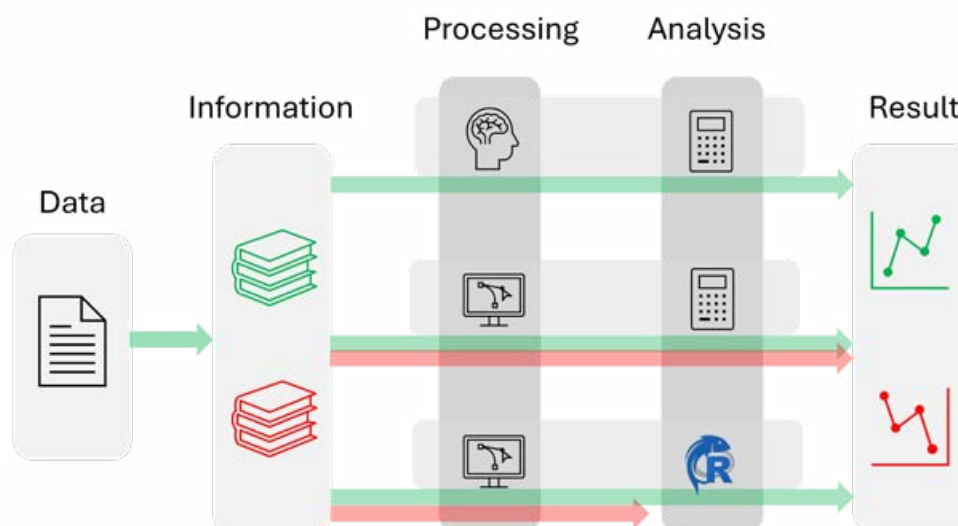 Processing Analysis
Information Result
Data
R